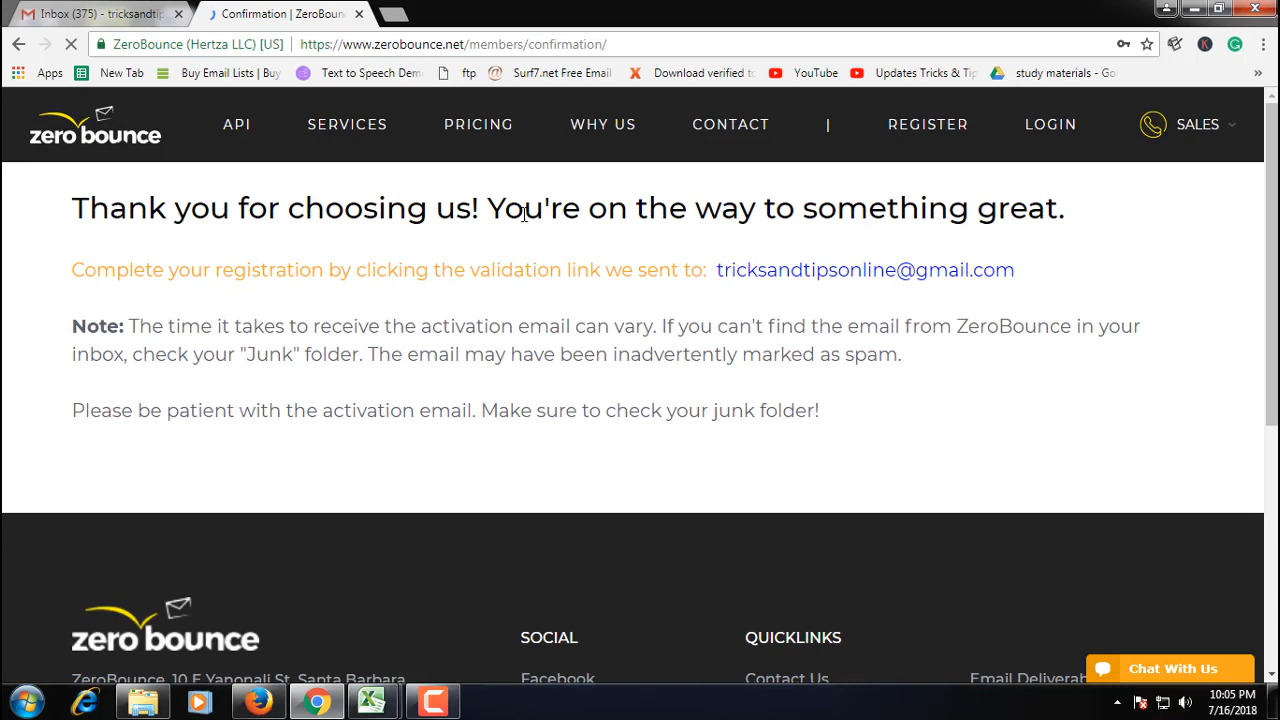 Inbox (375) - tricksandtip
Confirmation | ZeroBoun
ZeroBounce (Hertza LLC) [US]
https://www.zerobounce.net/members/confirmation/
Apps
New Tab
Buy Email Lists | Buy
Text to Speech Dem
ftp
Surf7.net Free Email
Download verified
YouTube
Updates Tricks & Tip
study materials - Go
»
zero bounce
API
SERVICES
PRICING
WHY US
CONTACT
|
REGISTER
LOGIN
SALES
Thank you for choosing us! You're on the way to something great.
Complete your registration by clicking the validation link we sent to: tricksandtipsonline@gmail.com
Note: The time it takes to receive the activation email can vary. If you can't find the email from ZeroBounce in your
inbox, check your "Junk" folder. The email may have been inadvertently marked as spam.
Please be patient with the activation email. Make sure to check your junk folder!
zero bounce
SOCIAL
QUICKLINKS
Chat With Us
ZeroBounce, 10 E Yanonali St, Santa Barbara
Facebook
Contact Us
Email Deliverab
10:05 PM
7/16/2018